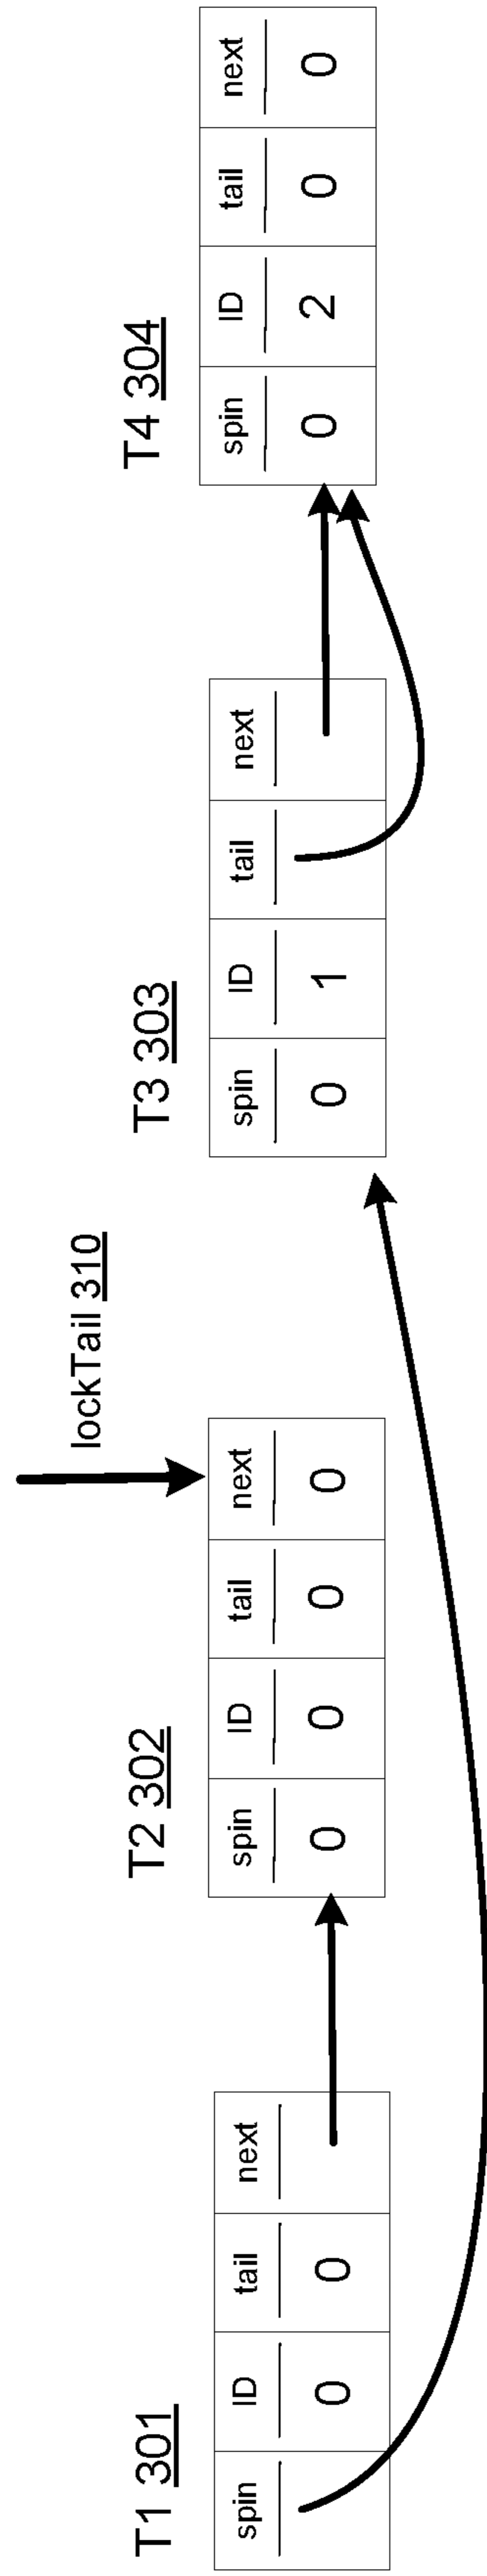 lockTail 310
T1 301
spin ID tail next
0 0
T2 302
spin ID tail next
0 0 0 0
T3 303
spin ID tail next
0 1
T4 304
spin ID tail next
0 2 0 0